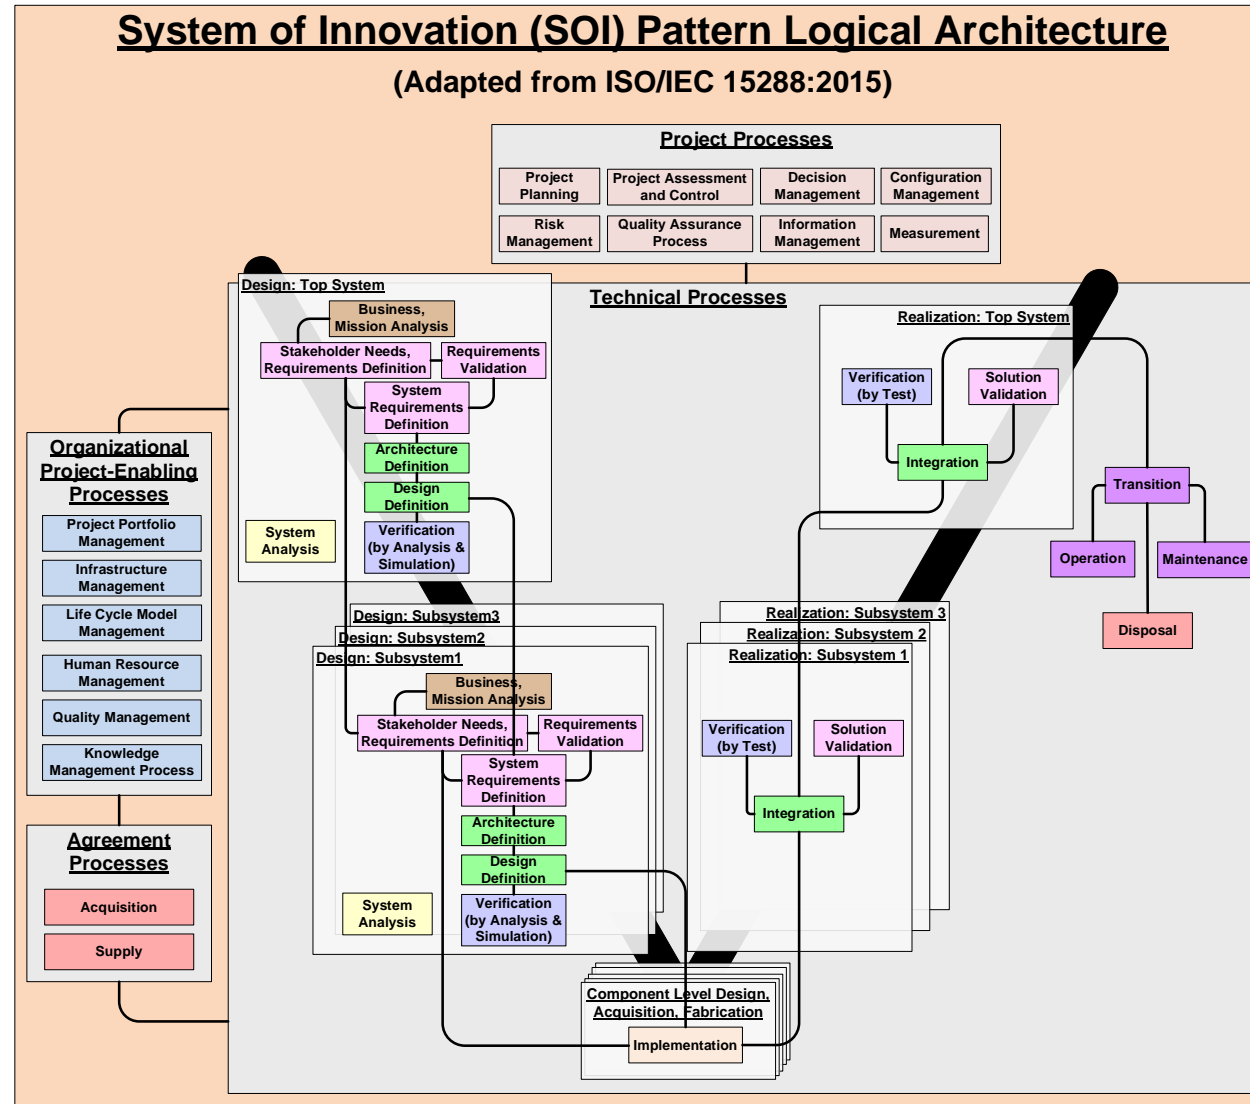 System of Innovation (SOI) Pattern Logical Architecture
(Adapted from ISO/IEC 15288:2015)
Project Processes
Project
Planning
Project Assessment
and Control
Decision
Management
Configuration
Management
Risk
Management
Quality Assurance
Process
Information
Management
Measurement
Technical Processes
Design: Top System
Business,
Mission Analysis
Stakeholder Needs,
Requirements Definition
Requirements
Validation
System
Requirements
Definition
Architecture
Definition
Design
Definition
Verification
(by Analysis &
Simulation)
System
Analysis
Realization: Top System
Verification
(by Test)
Solution
Validation
Integration
Transition
Operation
Maintenance
Disposal
Organizational
Project-Enabling
Processes
Project Portfolio
Management
Infrastructure
Management
Life Cycle Model
Management
Human Resource
Management
Quality Management
Knowledge
Management Process
Agreement
Processes
Acquisition
Supply
Design: Subsystem3
Design: Subsystem2
Design: Subsystem1
Business,
Mission Analysis
Stakeholder Needs,
Requirements Definition
Requirements
Validation
System
Requirements
Definition
Architecture
Definition
Design
Definition
Verification
(by Analysis &
Simulation)
System
Analysis
Realization: Subsystem 3
Realization: Subsystem 2
Realization: Subsystem 1
Verification
(by Test)
Solution
Validation
Integration
Component Level Design,
Acquisition, Fabrication
Implementation